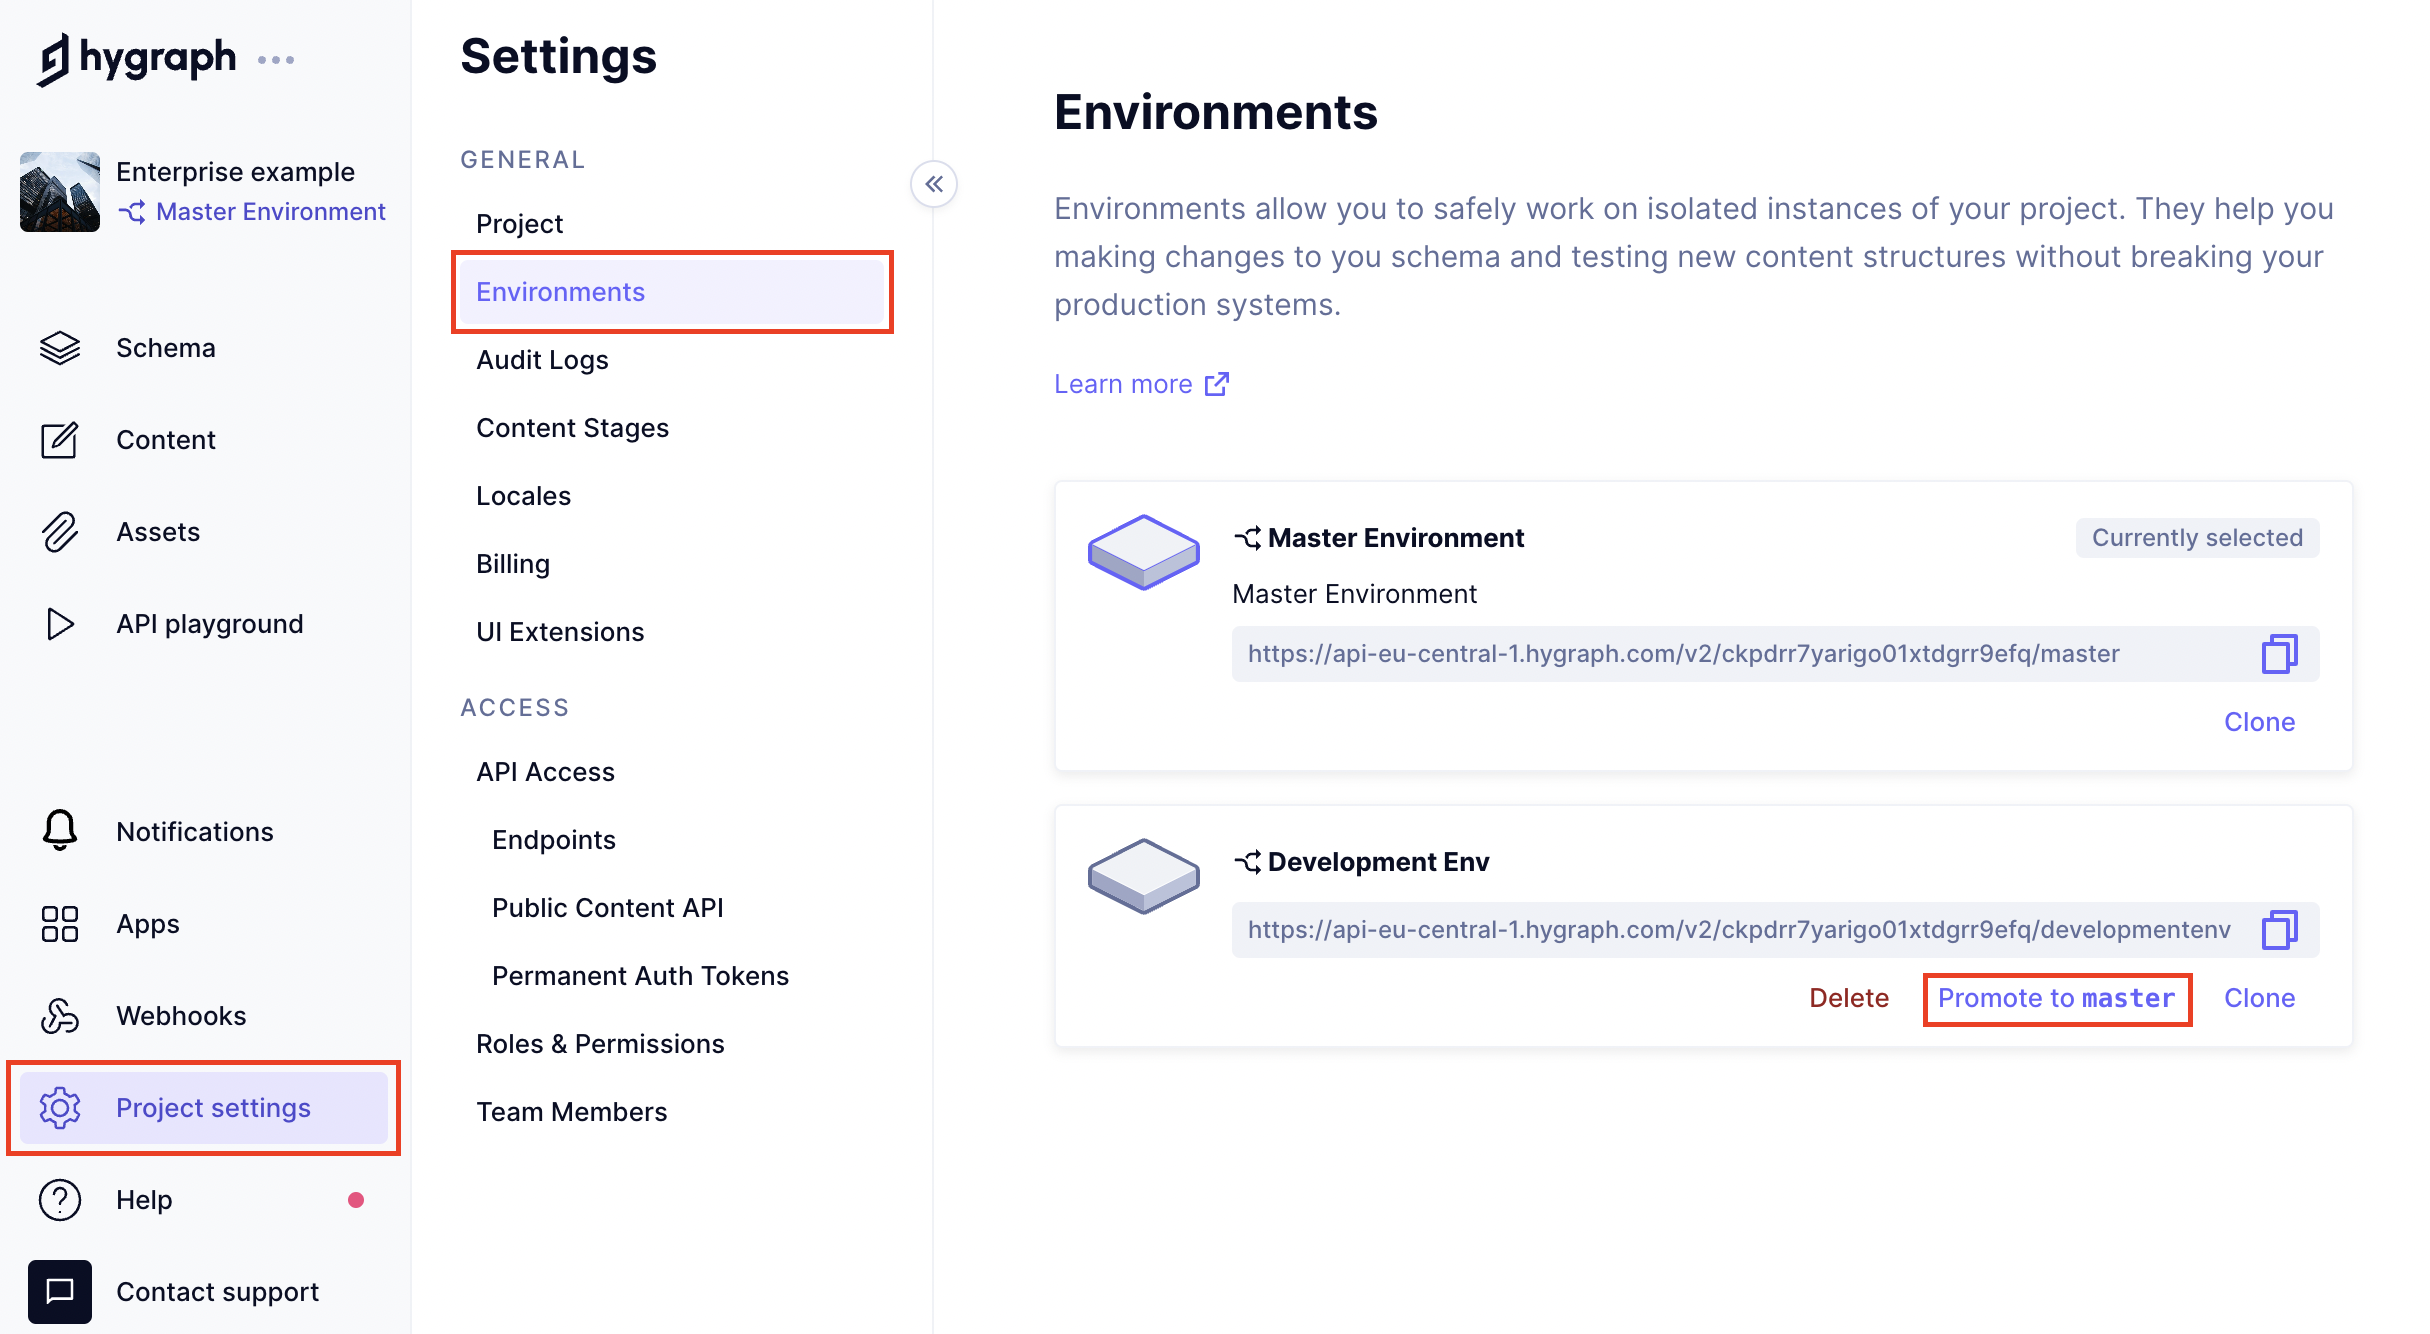 hygraph
Enterprise example
Master Environment
Schema
Content
Assets
API playground
Notifications
Apps
Webhooks
Project settings
Help
Contact support
Settings
GENERAL
Project
Environments
Audit Logs
Content Stages
Locales
Billing
UI Extensions
ACCESS
API Access
Endpoints
Public Content API
Permanent Auth Tokens
Roles & Permissions
Team Members
Environments
Environments allow you to safely work on isolated instances of your project. They help you
making changes to you schema and testing new content structures without breaking your
production systems.
Learn more
Master Environment
Currently selected
Master Environment
https://api-eu-central-1.hygraph.com/v2/ckpdrr7yarigo01xtdgrr9efq/master
Clone
Development Env
https://api-eu-central-1.hygraph.com/v2/ckpdrr7yarigo01xtdgrr9efq/developmentenv
Delete Promote to master Clone